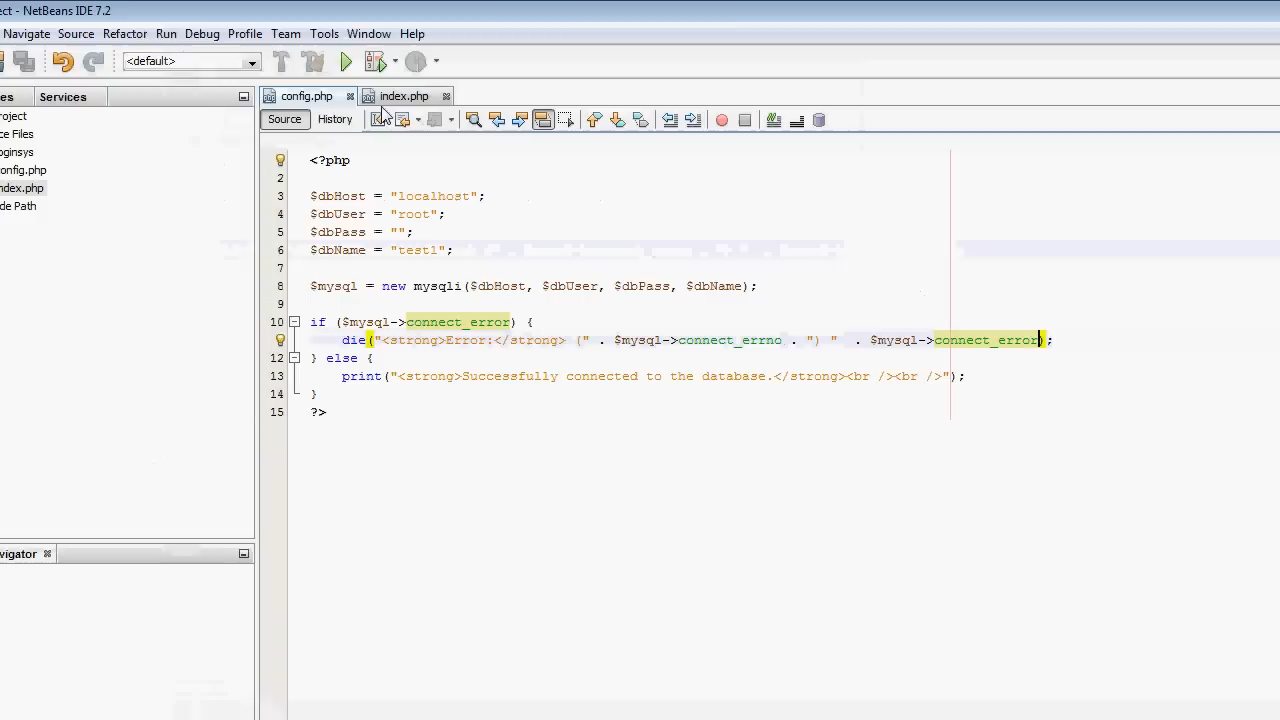 ct - NetBeans IDE 7.2
Navigate Source Refactor Run Debug Profile Team Tools Window Help
<default>
es Services
config.php index.php
roject
ce Files
oginsys
onfig.php
ndex.php
de Path
Source History
<?php
2
3 $dbHost = "localhost";
4 $dbUser = "root";
5 $dbPass = "";
6 $dbName = "test1";
7
8 $mysql = new mysqli($dbHost, $dbUser, $dbPass, $dbName);
9
10 if ($mysql->connect_error) {
die("<strong>Error:</strong> (" . $mysql->connect_errno . ") " . $mysql->connect_error);
12 } else {
13 print("<strong>Successfully connected to the database.</strong><br /><br />");
14 }
15 ?>
vigator